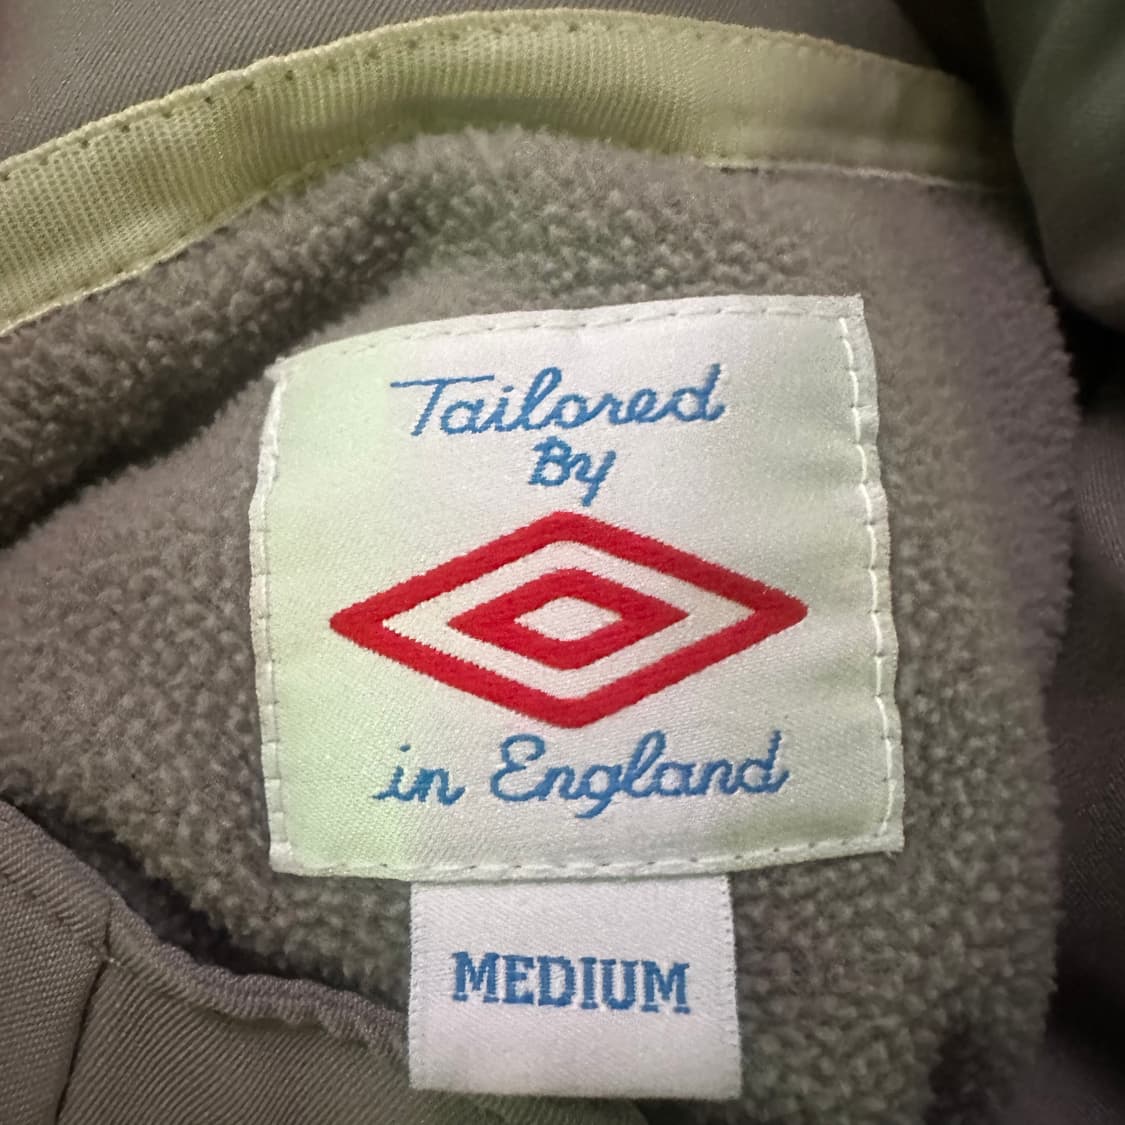 Tailored
By
in England
MEDIUM